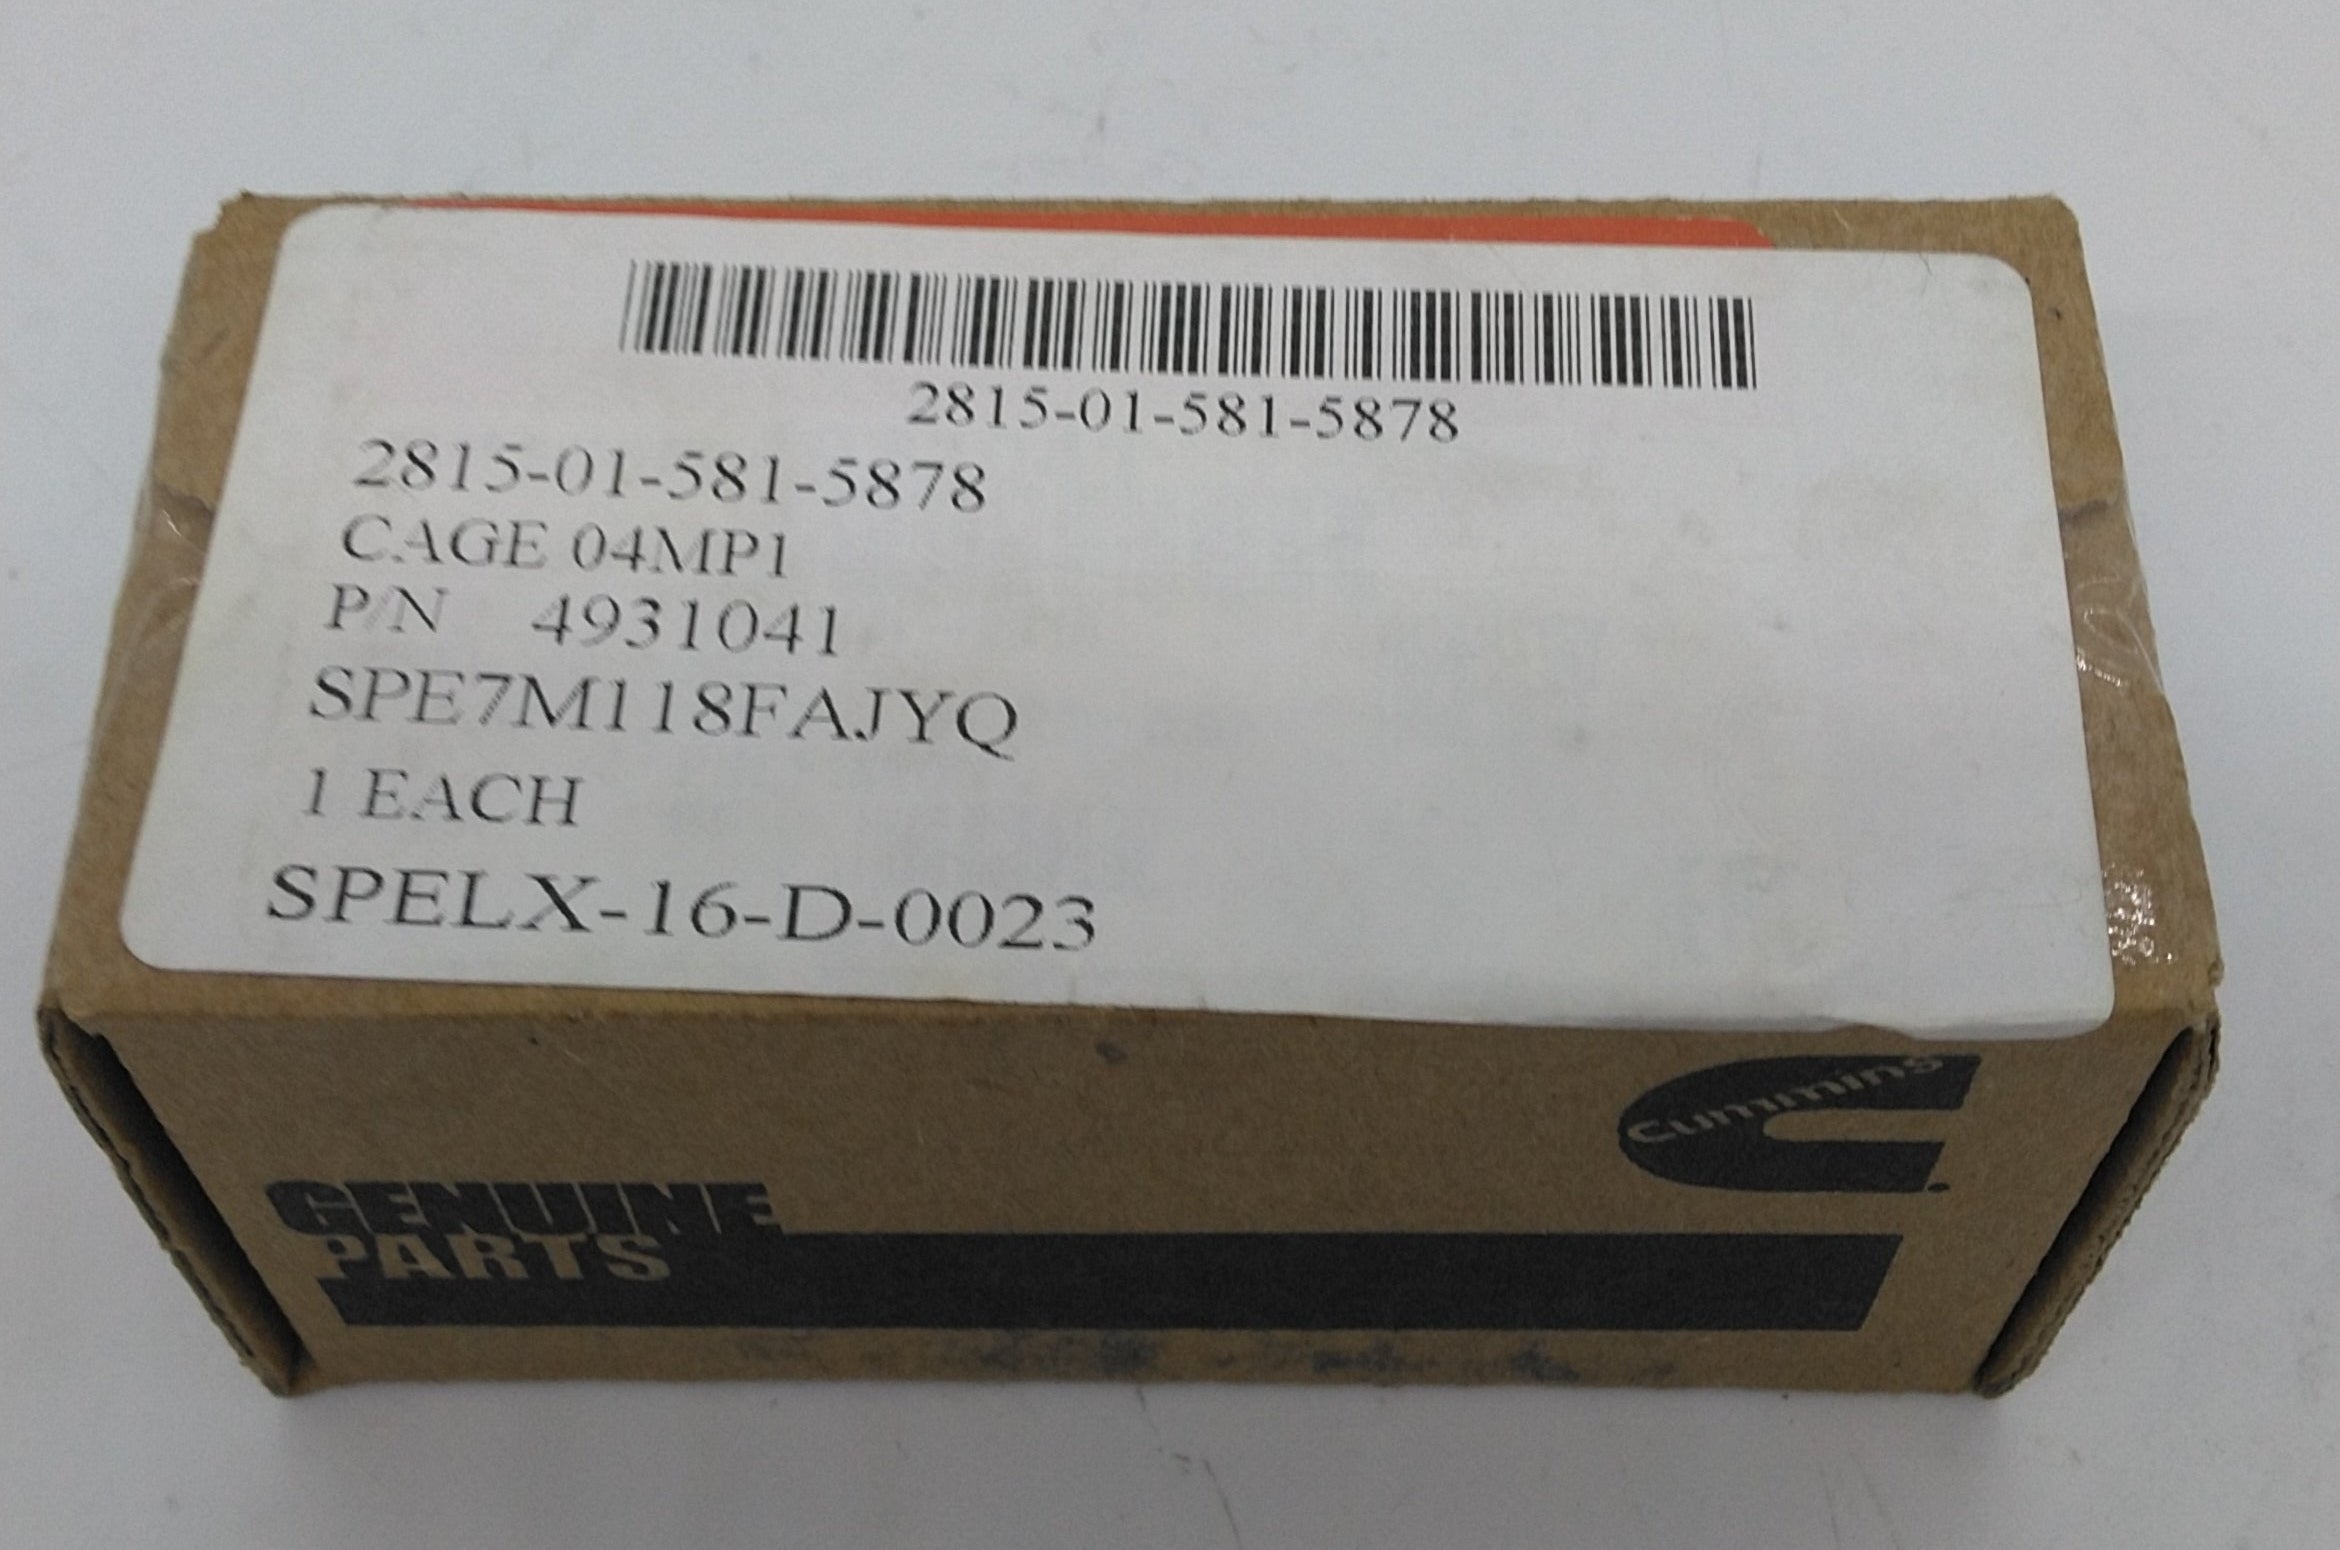 2815-01-581-5878
2815-01-581-5878
CAGE 04MP1
P/N 4931041
SPE7M118FAJYQ
1 EACH
SPELX-16-D-0023
cummins
GENUINE
PARTS